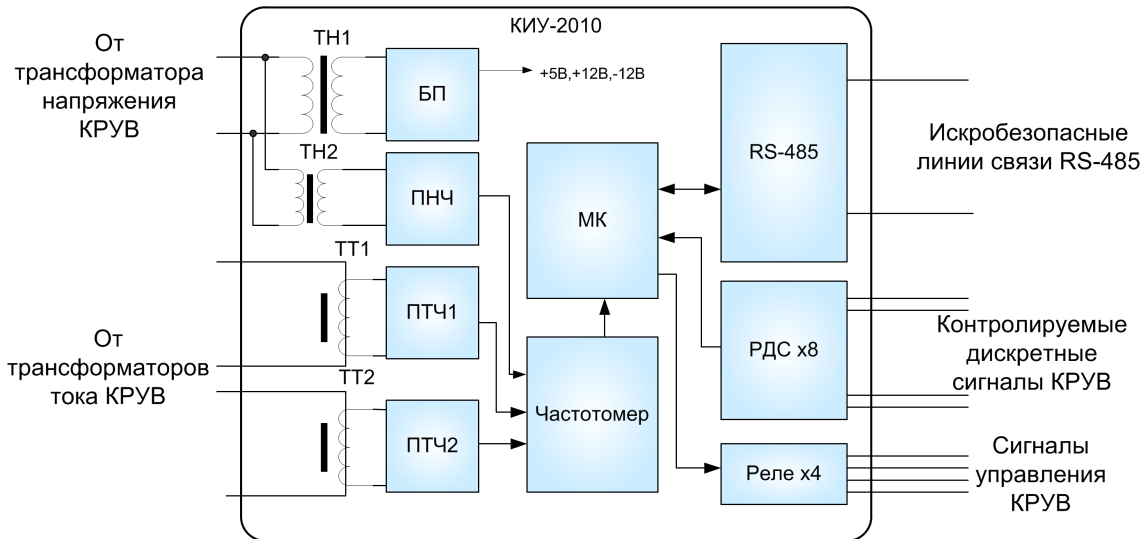 КИУ-2010
От
трансформатора
напряжения
КРУВ
ТН1
БП
+5В,+12В,-12В
ТН2
ПНЧ
ТТ1
ПТЧ1
От
трансформаторов
тока КРУВ
ТТ2
ПТЧ2
МК
Частотомер
RS-485
Искробезопасные
линии связи RS-485
РДС x8
Контролируемые
дискретные
сигналы КРУВ
Реле x4
Сигналы
управления
КРУВ